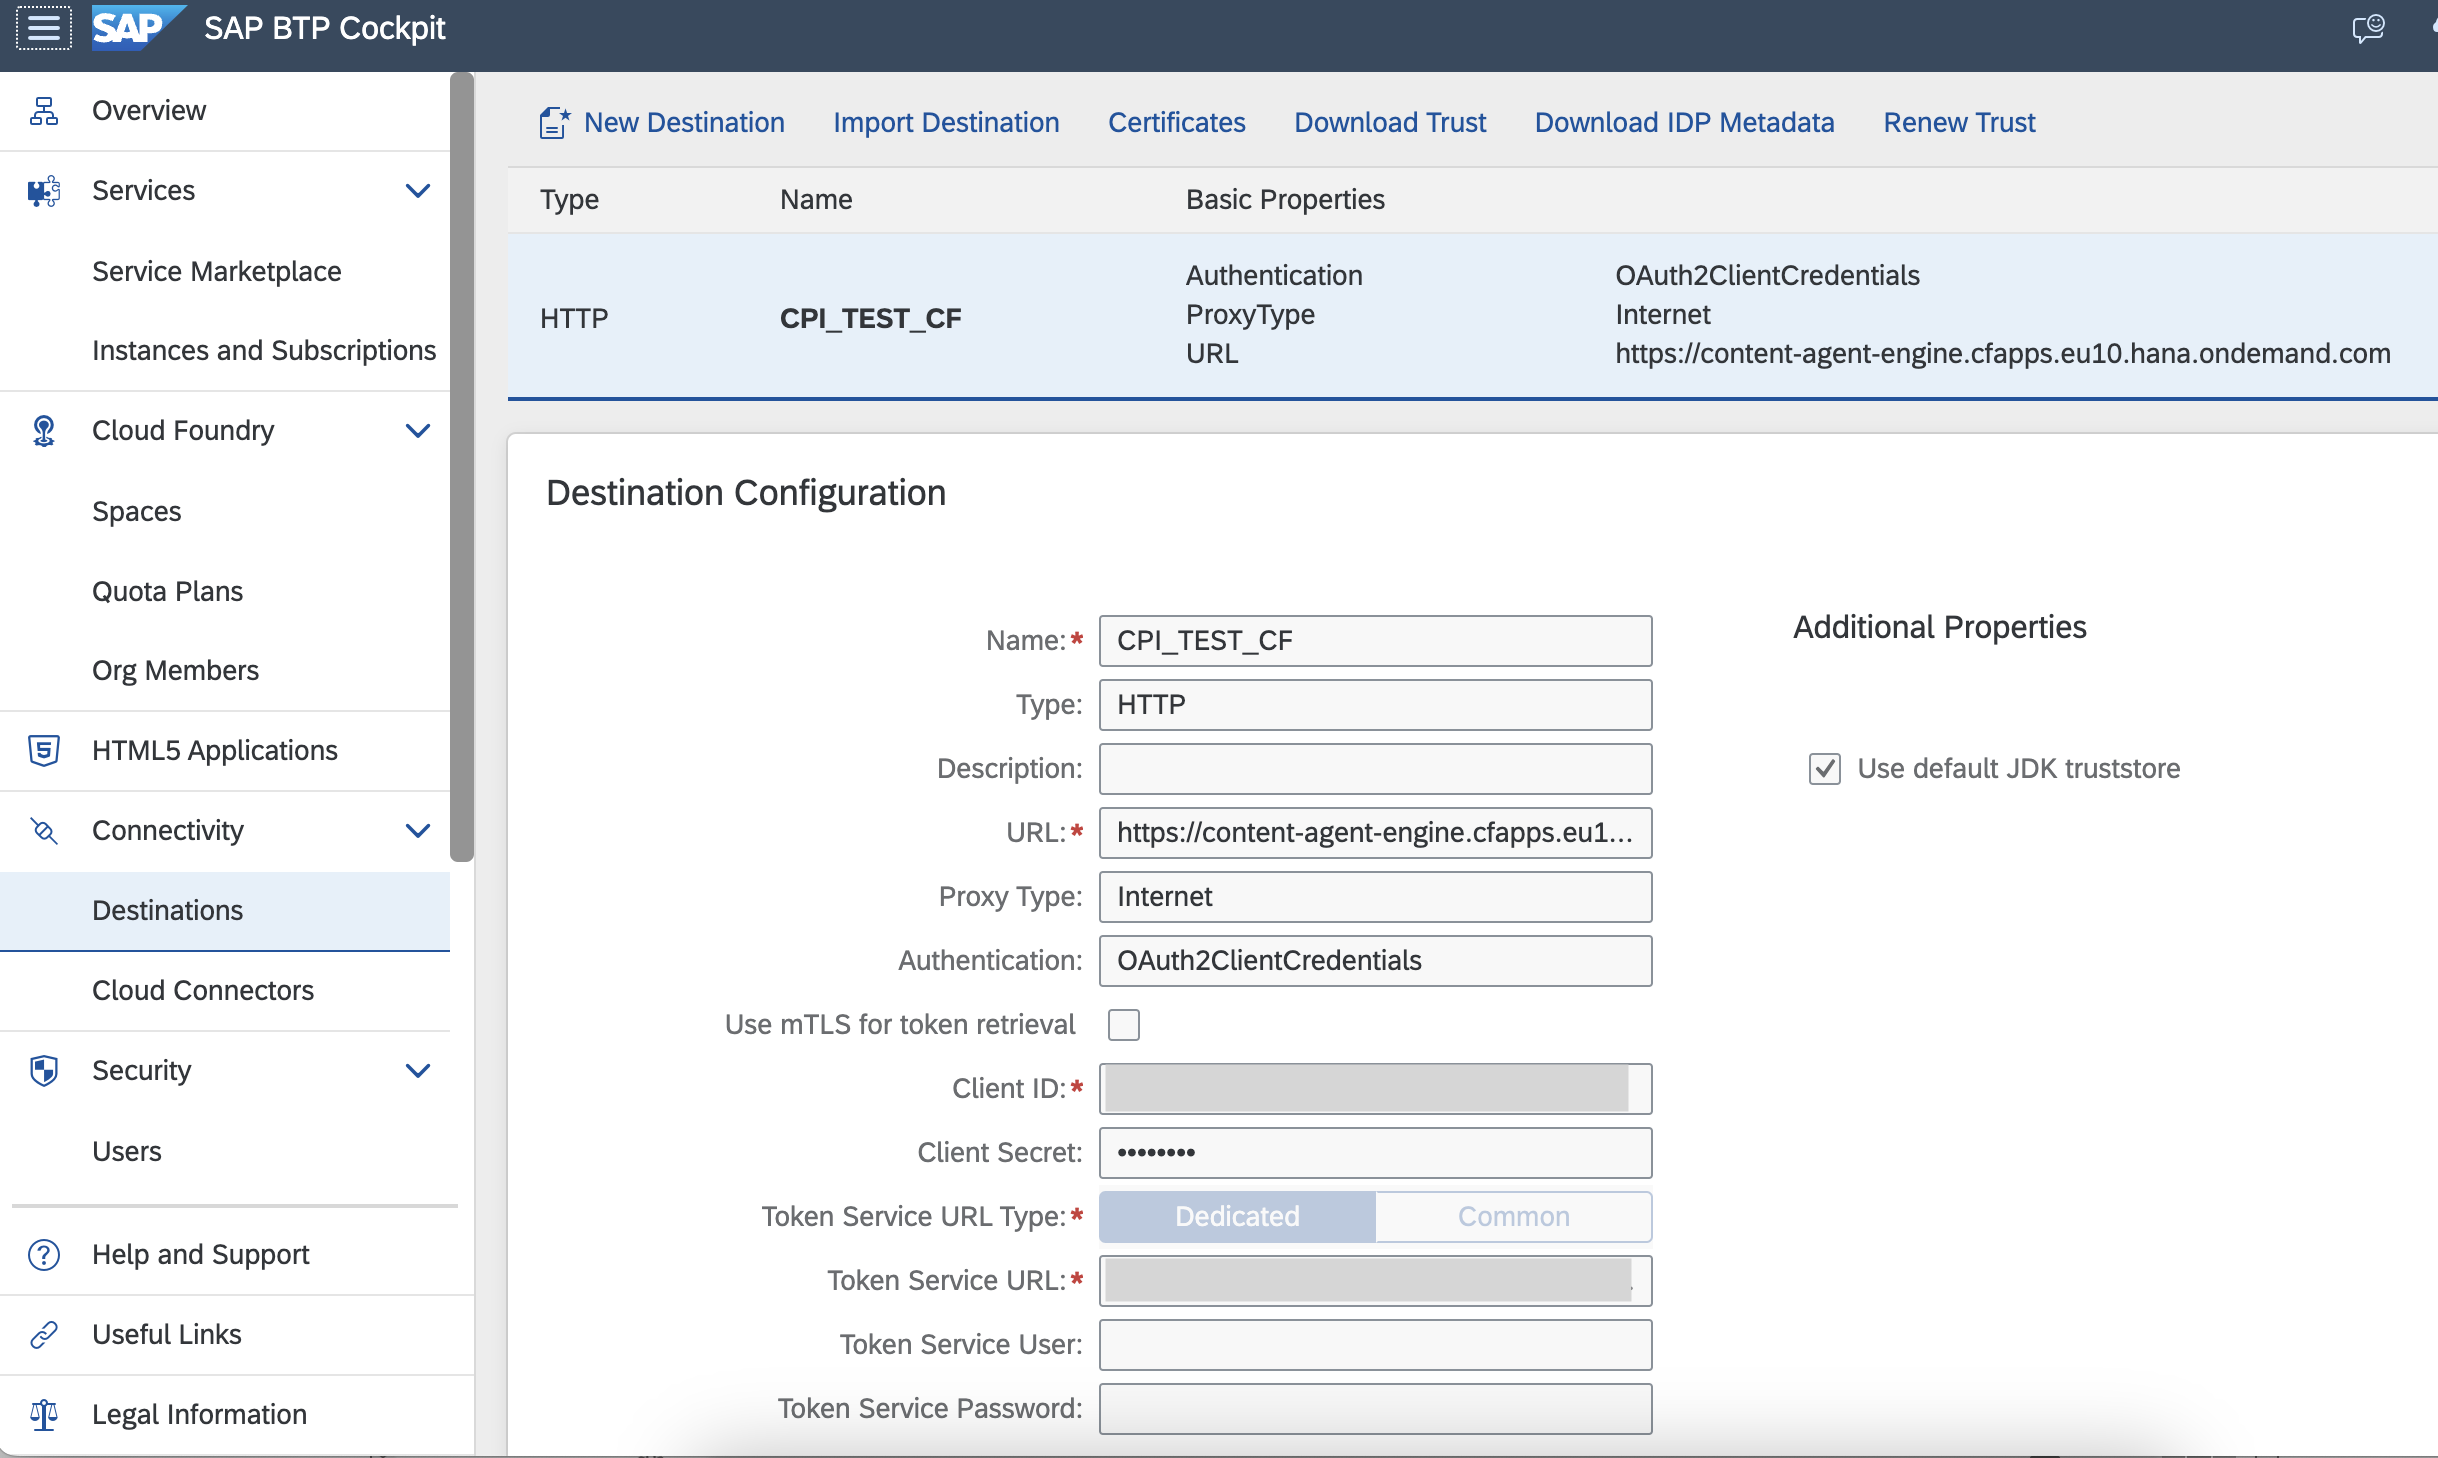 SAP SAP BTP Cockpit
Overview
Services
Service Marketplace
Instances and Subscriptions
Cloud Foundry
Spaces
Quota Plans
Org Members
HTML5 Applications
Connectivity
Destinations
Cloud Connectors
Security
Users
Help and Support
Useful Links
Legal Information
New Destination Import Destination Certificates Download Trust Download IDP Metadata Renew Trust
Type Name Basic Properties
HTTP CPI_TEST_CF
Authentication OAuth2ClientCredentials
ProxyType Internet
URL https://content-agent-engine.cfapps.eu10.hana.ondemand.com
Destination Configuration
Name:* CPI_TEST_CF
Type: HTTP
Description:
URL:* https://content-agent-engine.cfapps.eu1...
Proxy Type: Internet
Authentication: OAuth2ClientCredentials
Use mTLS for token retrieval
Client ID:*
Client Secret: ••••••••
Token Service URL Type:* Dedicated Common
Token Service URL:*
Token Service User:
Token Service Password:
Additional Properties
Use default JDK truststore